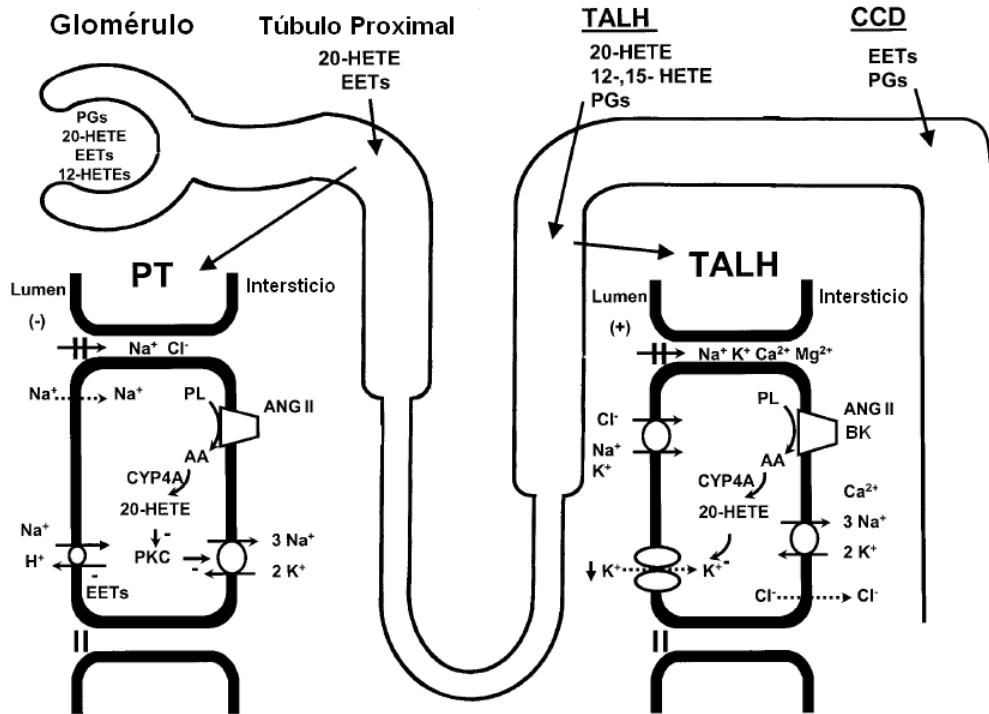 Glomérulo
Túbulo Proximal
TALH
CCD
20-HETE
EETs
20-HETE
12-,15- HETE
PGs
EETs
PGs
PGs
20-HETE
EETs
12-HETEs
PT
Lumen
Intersticio
(-)
Na⁺ Cl⁻
Na⁺
Na⁺
PL
ANG II
AA
CYP4A
20-HETE
-
Na⁺
H⁺
PKC
-
3 Na⁺
2 K⁺
-
EETs
TALH
Lumen
Intersticio
(+)
Na⁺ K⁺ Ca²⁺ Mg²⁺
PL
ANG II
BK
Cl⁻
Na⁺
K⁺
AA
CYP4A
20-HETE
Ca²⁺
3 Na⁺
2 K⁺
K⁺
K⁺
-
Cl⁻
Cl⁻